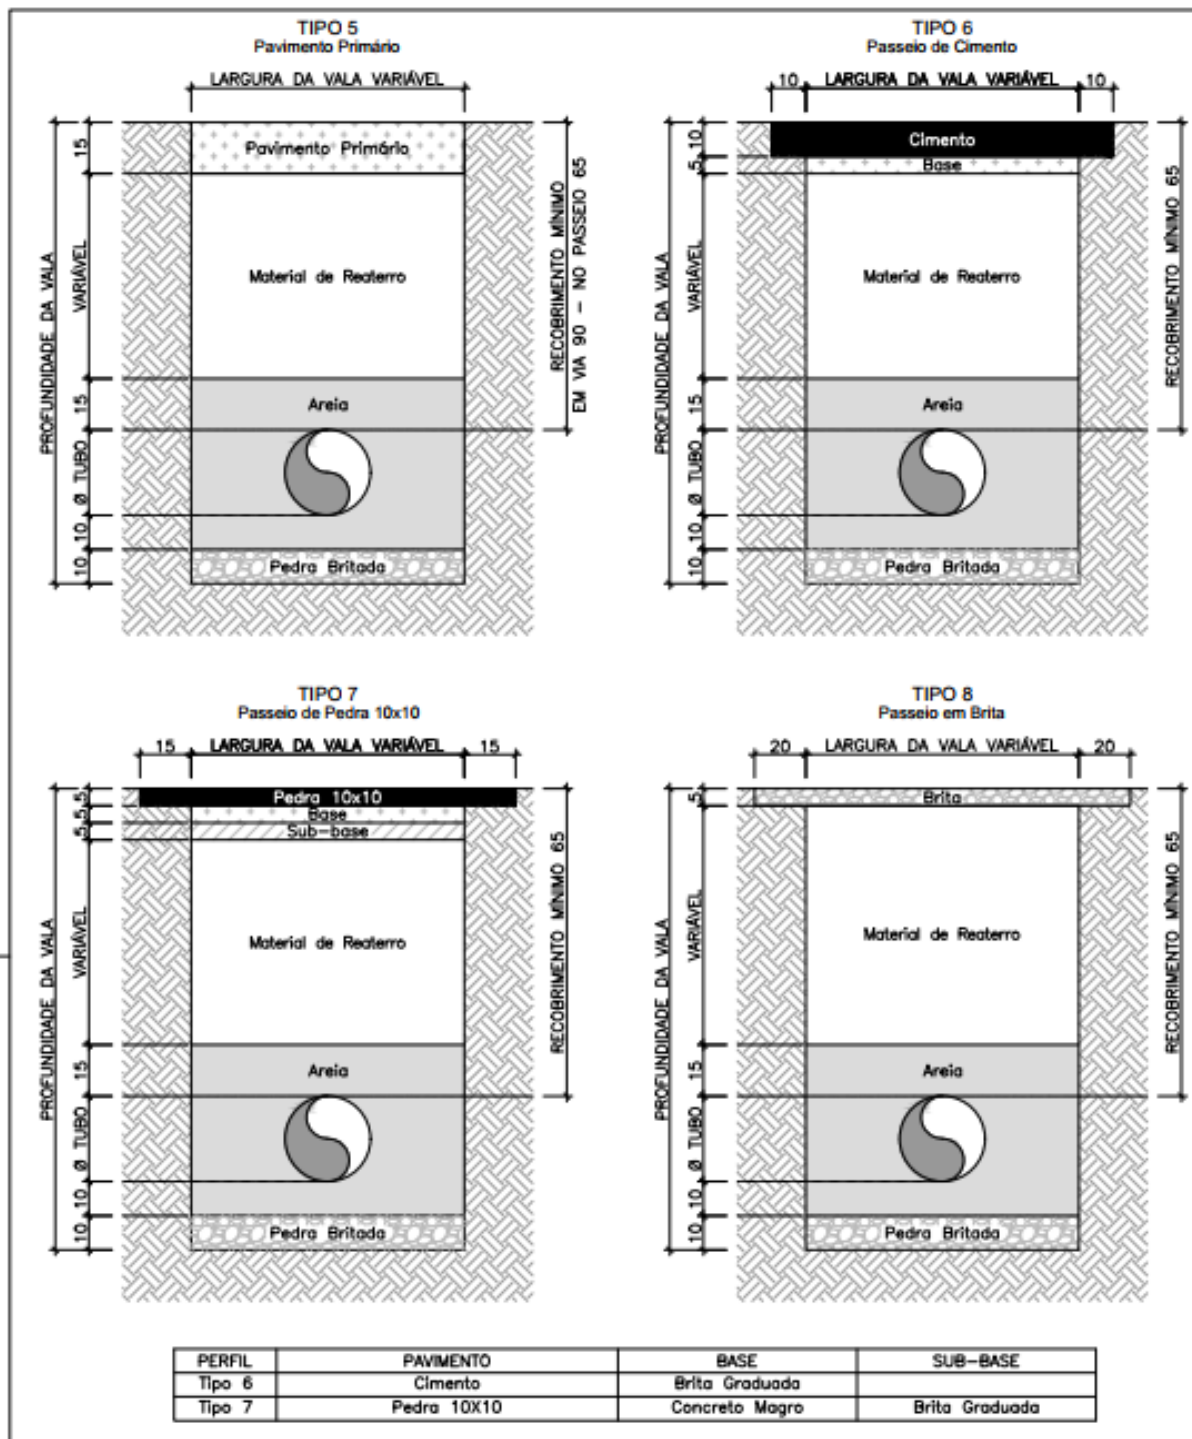 TIPO 5
Pavimento Primário
LARGURA DA VALA VARIÁVEL
PROFUNDIDADE DA VALA
15
VARIÁVEL
15
Ø TUBO
10
10
Pavimento Primário
Material de Reaterro
Areia
Pedra Britada
RECOBRIMENTO MÍNIMO
EM VIA 90 – NO PASSEIO 65
TIPO 6
Passeio de Cimento
10 LARGURA DA VALA VARIÁVEL 10
PROFUNDIDADE DA VALA
10
5
VARIÁVEL
15
Ø TUBO
10
10
Cimento
Base
Material de Reaterro
Areia
Pedra Britada
RECOBRIMENTO MÍNIMO 65
TIPO 7
Passeio de Pedra 10x10
15 LARGURA DA VALA VARIÁVEL 15
PROFUNDIDADE DA VALA
5
5
5
VARIÁVEL
15
Ø TUBO
10
10
Pedra 10x10
Base
Sub-base
Material de Reaterro
Areia
Pedra Britada
RECOBRIMENTO MÍNIMO 65
TIPO 8
Passeio em Brita
20 LARGURA DA VALA VARIÁVEL 20
PROFUNDIDADE DA VALA
5
VARIÁVEL
15
Ø TUBO
10
10
Brita
Material de Reaterro
Areia
Pedra Britada
RECOBRIMENTO MÍNIMO 65
PERFIL PAVIMENTO BASE SUB-BASE
Tipo 6 Cimento Brita Graduada
Tipo 7 Pedra 10X10 Concreto Magro Brita Graduada